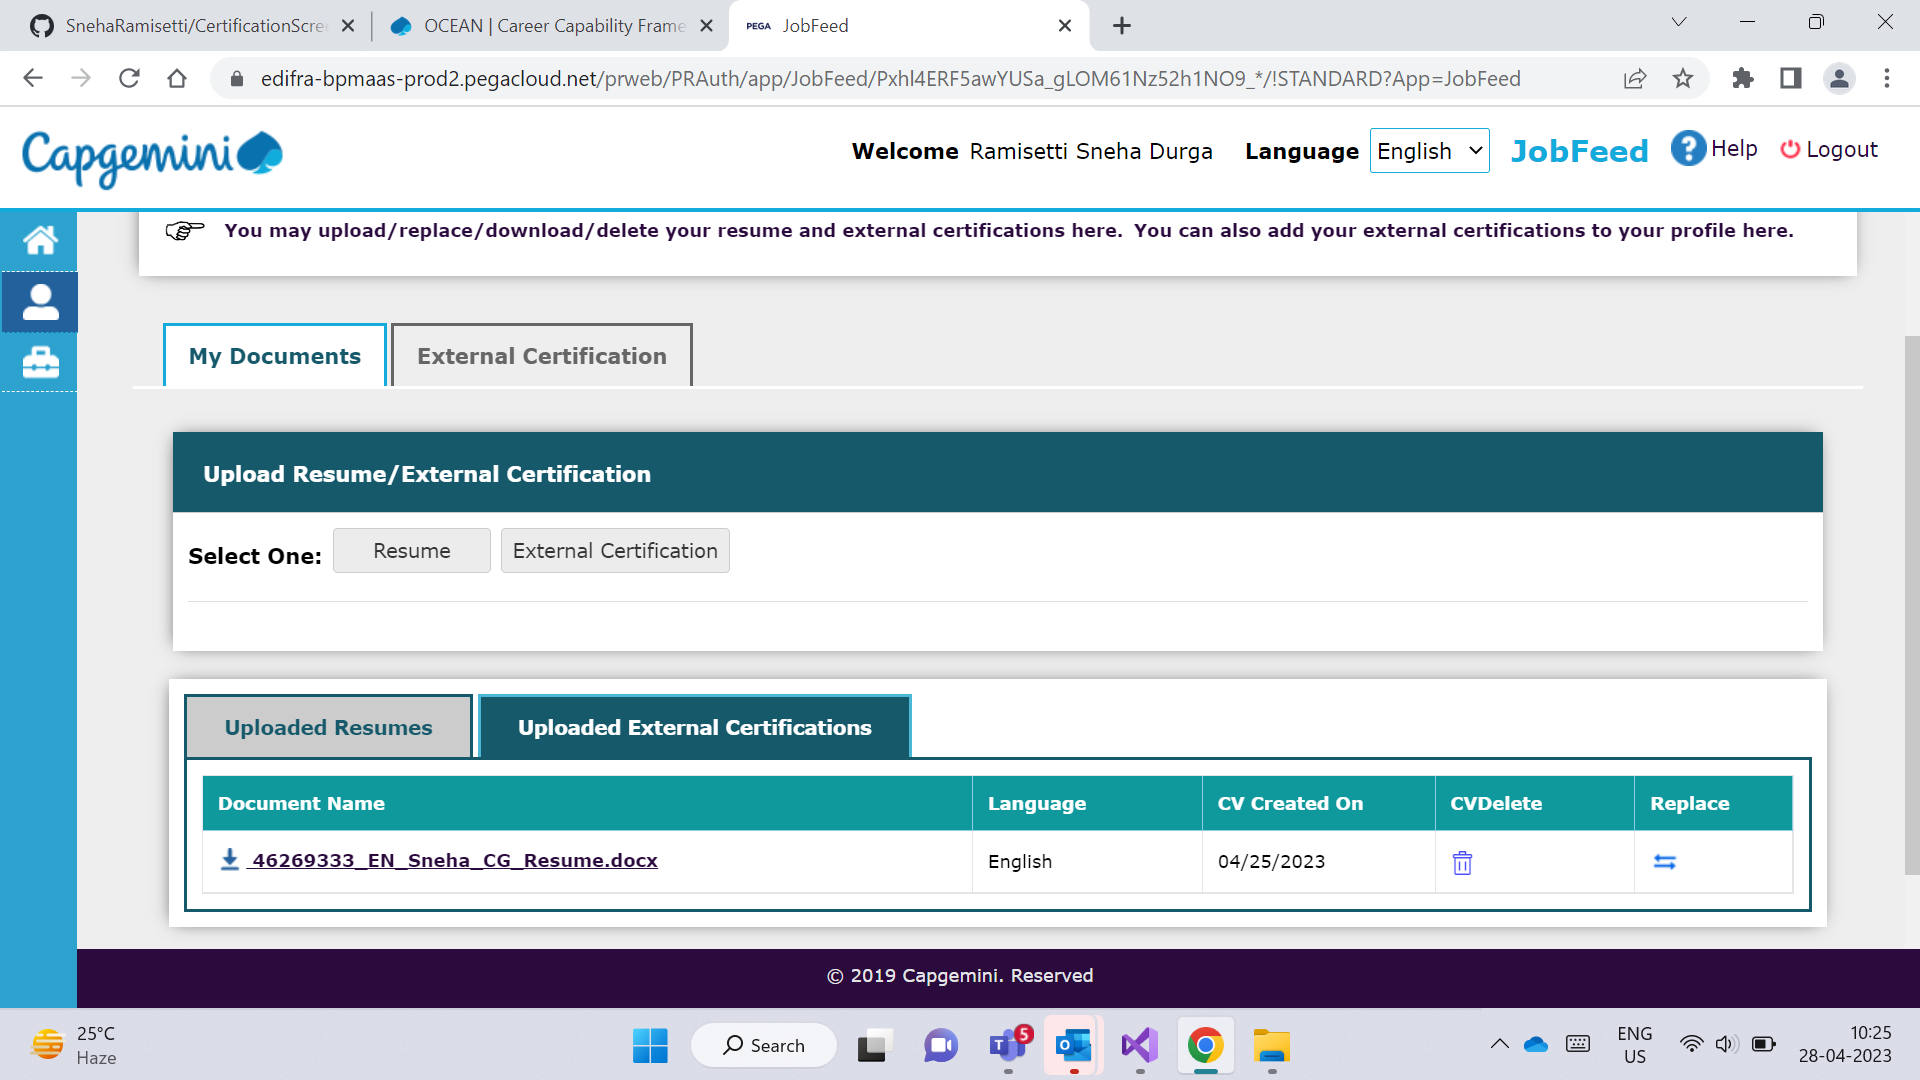 SnehaRamisetti/CertificationScre
OCEAN | Career Capability Frame
PEGA JobFeed
edifra-bpmaas-prod2.pegacloud.net/prweb/PRAuth/app/JobFeed/Pxhl4ERF5awYUSa_gLOM61Nz52h1NO9_*/!STANDARD?App=JobFeed
Capgemini
Welcome Ramisetti Sneha Durga
Language English
JobFeed
? Help
Logout
You may upload/replace/download/delete your resume and external certifications here. You can also add your external certifications to your profile here.
My Documents
External Certification
Upload Resume/External Certification
Select One: Resume External Certification
Uploaded Resumes
Uploaded External Certifications
Document Name Language CV Created On CVDelete Replace
46269333_EN_Sneha_CG_Resume.docx English 04/25/2023
© 2019 Capgemini. Reserved
25°C
Haze
Search
5
ENG
US
10:25
28-04-2023